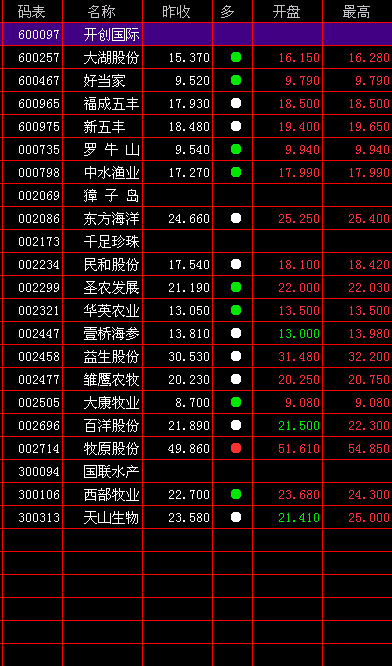 码表 名称 昨收 多 开盘 最高
600097 开创国际
600257 大湖股份 15.370 16.150 16.280
600467 好当家 9.520 9.790 9.790
600965 福成五丰 17.930 18.500 18.500
600975 新五丰 18.480 19.400 19.650
000735 罗牛山 9.540 9.940 9.940
000798 中水渔业 17.270 17.990 17.990
002069 獐子岛
002086 东方海洋 24.660 25.250 25.400
002173 千足珍珠
002234 民和股份 17.540 18.100 18.420
002299 圣农发展 21.190 22.000 22.030
002321 华英农业 13.050 13.500 13.500
002447 壹桥海参 13.810 13.000 13.980
002458 益生股份 30.530 31.480 32.200
002477 雏鹰农牧 20.230 20.250 20.750
002505 大康牧业 8.700 9.080 9.080
002696 百洋股份 21.890 21.500 22.300
002714 牧原股份 49.860 51.610 54.850
300094 国联水产
300106 西部牧业 22.700 23.680 24.300
300313 天山生物 23.580 21.410 25.000